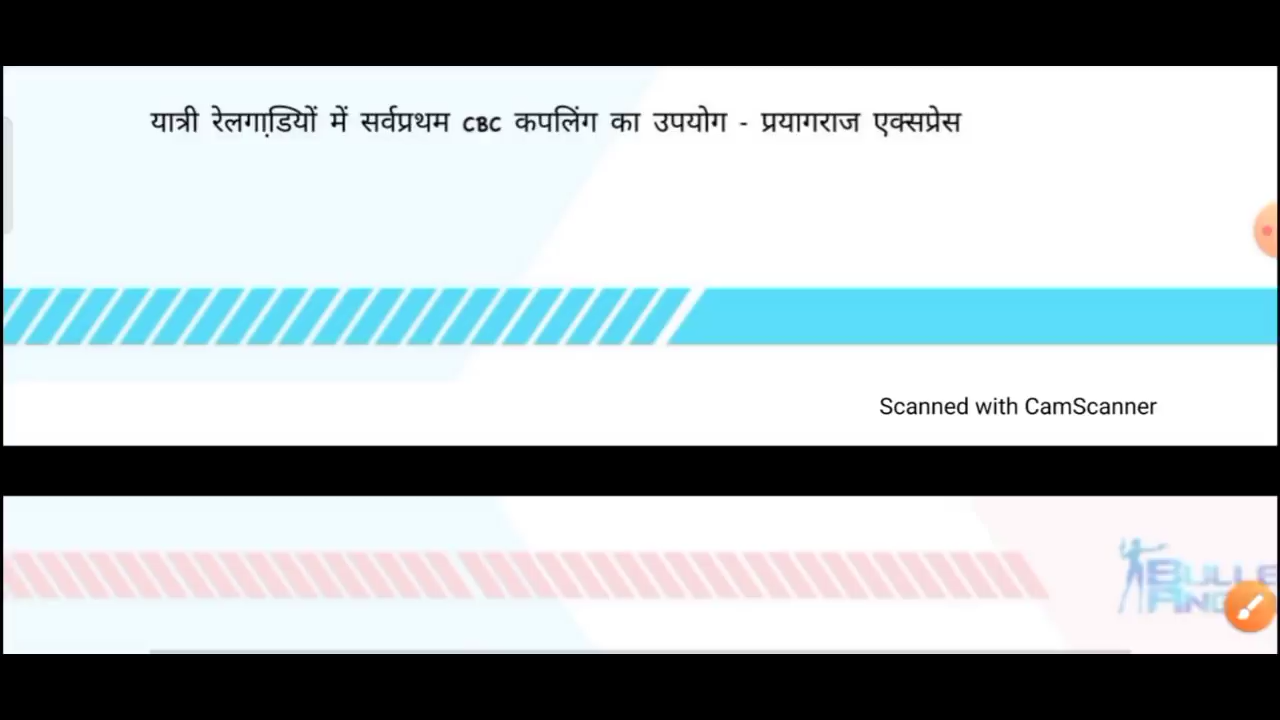 यात्री रेलगाड़ियों में सर्वप्रथम CBC कपलिंग का उपयोग - प्रयागराज एक्सप्रेस
Scanned with CamScanner